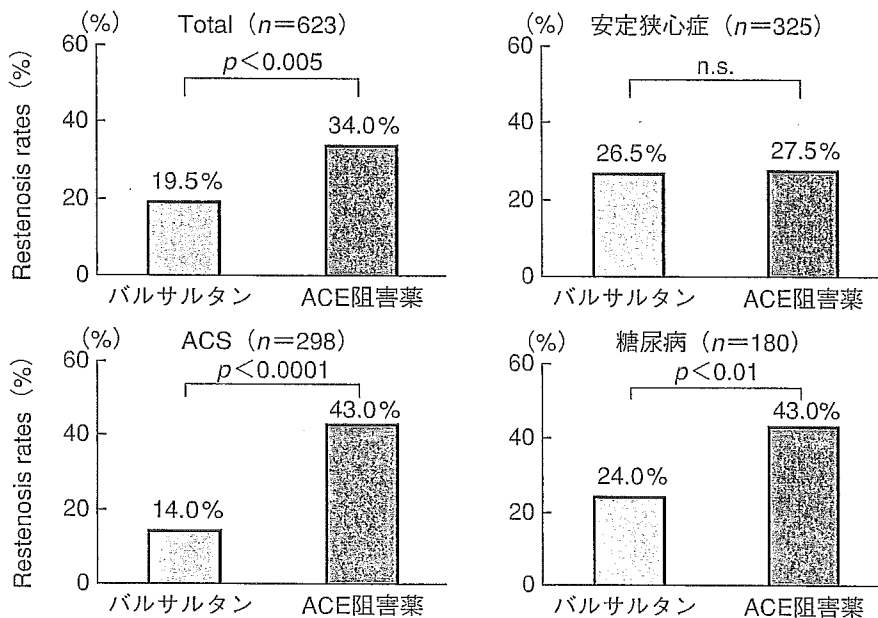 Total (n=623)
(%)
Restenosis rates (%)
60
40
20
0
p<0.005
19.5%
34.0%
バルサルタン
ACE阻害薬
安定狭心症 (n=325)
(%)
60
40
20
0
n.s.
26.5%
27.5%
バルサルタン
ACE阻害薬
ACS (n=298)
(%)
Restenosis rates (%)
60
40
20
0
p<0.0001
14.0%
43.0%
バルサルタン
ACE阻害薬
糖尿病 (n=180)
(%)
60
40
20
0
p<0.01
24.0%
43.0%
バルサルタン
ACE阻害薬